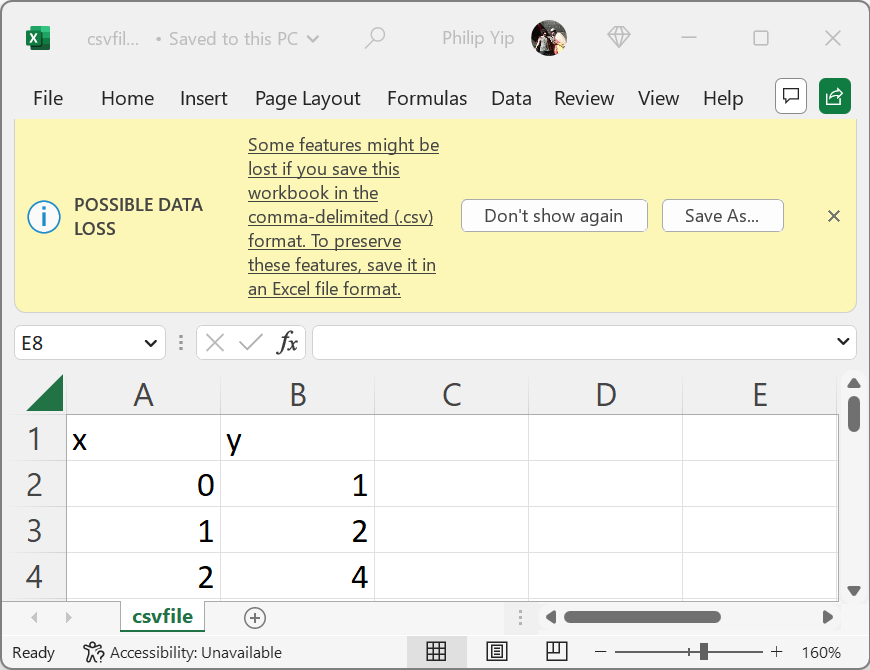 csvfil... • Saved to this PC Philip Yip
File Home Insert Page Layout Formulas Data Review View Help
POSSIBLE DATA
LOSS
Some features might be
lost if you save this
workbook in the
comma-delimited (.csv)
format. To preserve
these features, save it in
an Excel file format.
Don't show again
Save As...
E8
fx
A B C D E
1 x y
2 0 1
3 1 2
4 2 4
csvfile
Ready Accessibility: Unavailable 160%